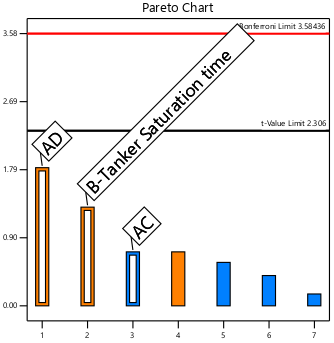 Pareto Chart
Bonferroni Limit 3.58436
t-Value Limit 2.306
3.58
2.69
1.79
0.90
0.00
AD
B-Tanker Saturation time
AC
1 2 3 4 5 6 7